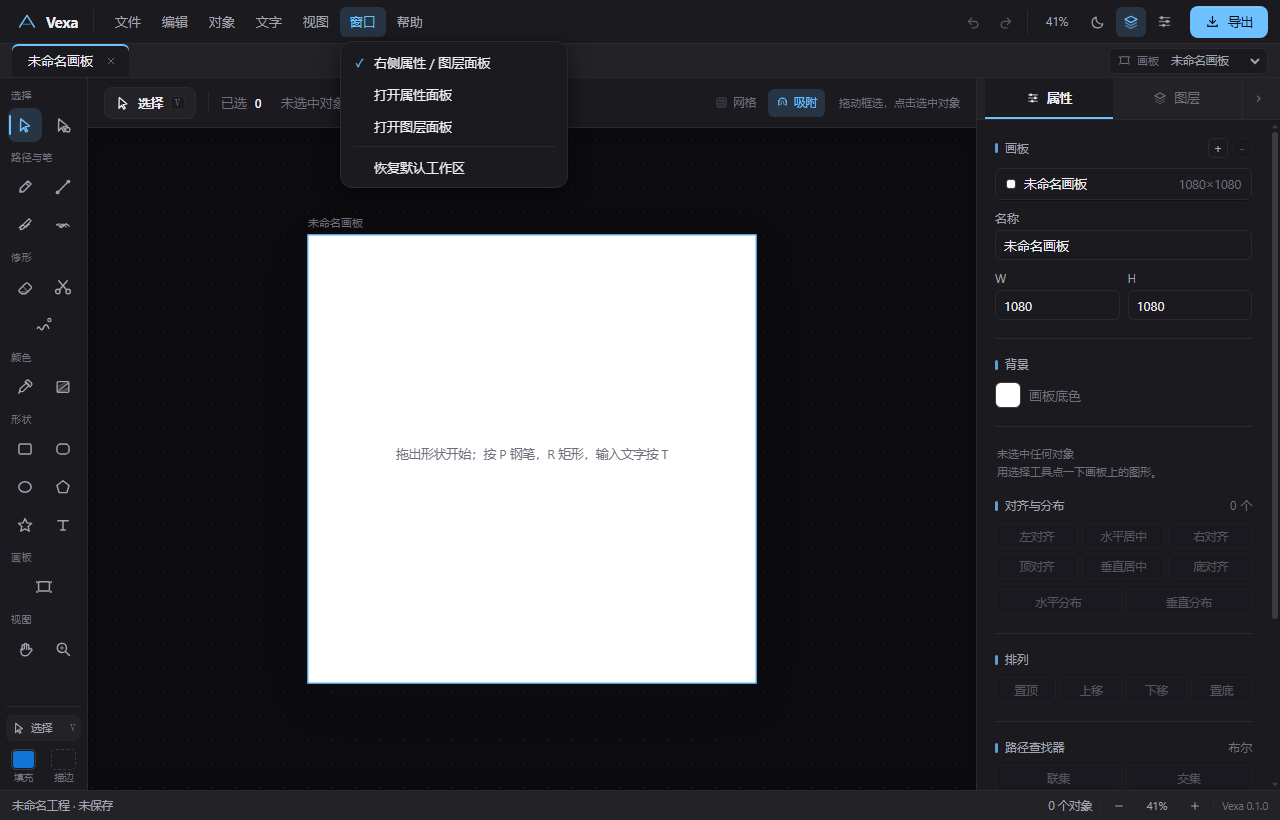 Vexa 文件 编辑 对象 文字 视图 窗口 帮助 41% 导出
未命名画板 × 画板 未命名画板
✓ 右侧属性 / 图层面板
打开属性面板
打开图层面板
恢复默认工作区
选择 V 已选 0 未选中对象 网格 吸附 拖动框选，点击选中对象
选择
路径与笔
修形
颜色
形状
画板
视图
选择 V
填充 描边
未命名画板
拖出形状开始；按 P 钢笔，R 矩形，输入文字按 T
属性 图层
画板 + -
未命名画板 1080×1080
名称
未命名画板
W H
1080 1080
背景
画板底色
未选中任何对象
用选择工具点一下画板上的图形。
对齐与分布 0 个
左对齐 水平居中 右对齐
顶对齐 垂直居中 底对齐
水平分布 垂直分布
排列
置顶 上移 下移 置底
路径查找器 布尔
联集 交集
未命名工程 · 未保存 0 个对象 − 41% + Vexa 0.1.0